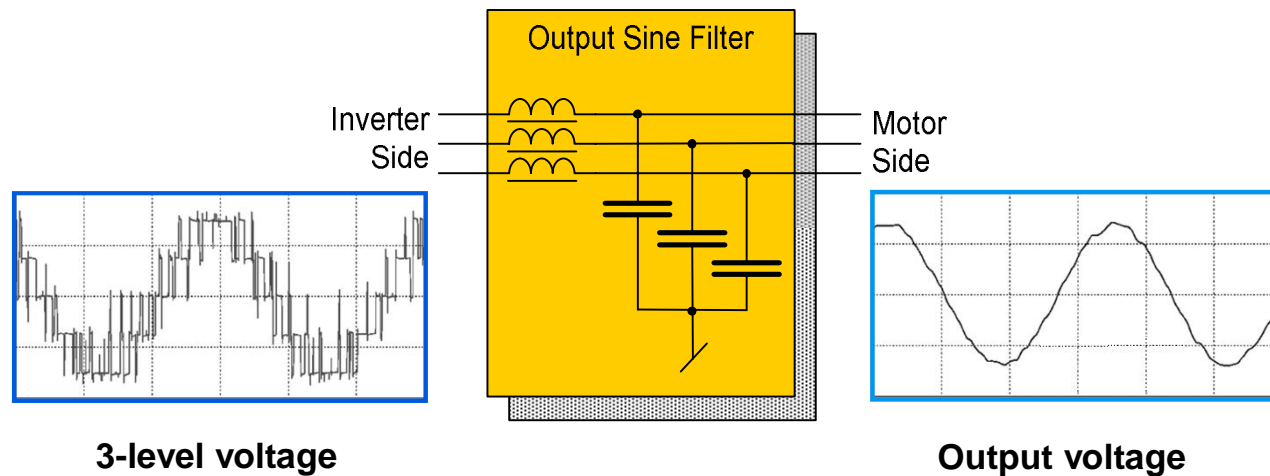 Output Sine Filter
Inverter
Side
Motor
Side
3-level voltage
Output voltage